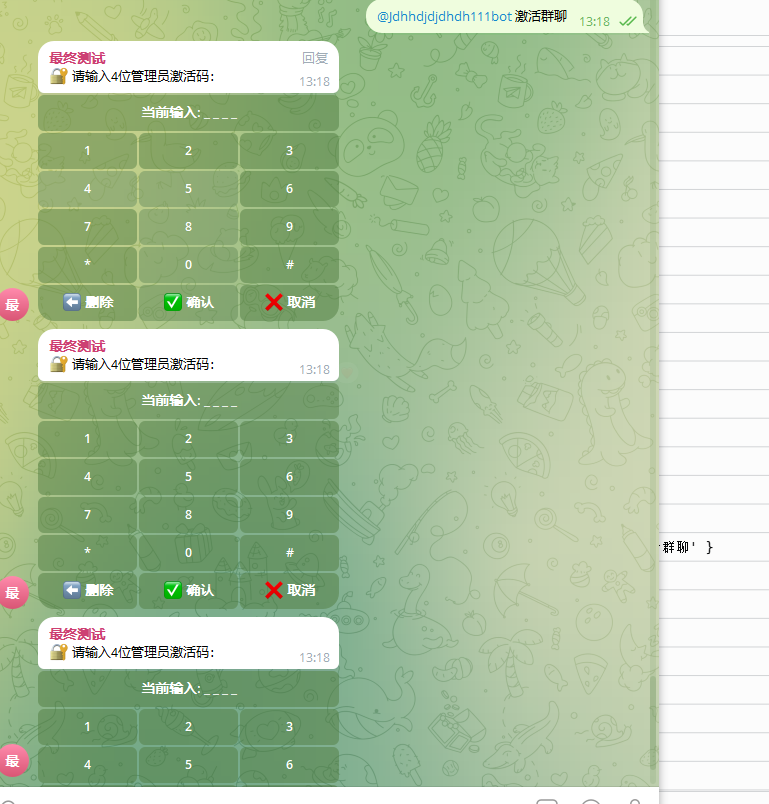 @Jdhhdjdjdhdh111bot 激活群聊 13:18
最终测试 回复
🔐 请输入4位管理员激活码: 13:18
当前输入: _ _ _ _
1 2 3
4 5 6
7 8 9
* 0 #
⬅️ 删除 ✅ 确认 ❌ 取消
最
最终测试
🔐 请输入4位管理员激活码: 13:18
当前输入: _ _ _ _
1 2 3
4 5 6
7 8 9
群聊' }
* 0 #
⬅️ 删除 ✅ 确认 ❌ 取消
最
最终测试
🔐 请输入4位管理员激活码: 13:18
当前输入: _ _ _ _
1 2 3
4 5 6
最